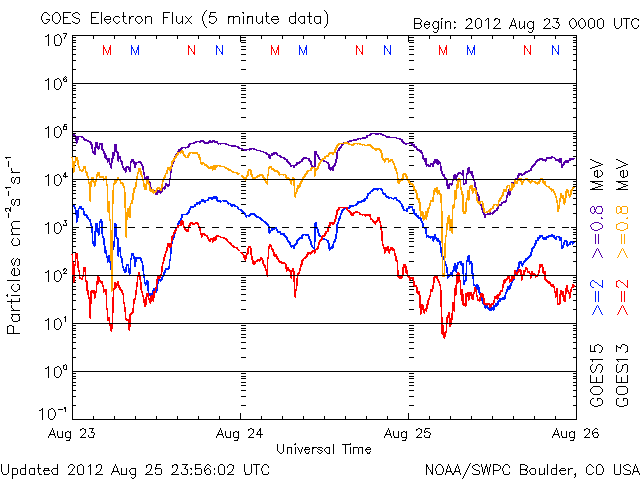 GOES Electron Flux (5 minute data)
Begin: 2012 Aug 23 0000 UTC
M M N N M M N N M M N N
10⁷
10⁶
10⁵
10⁴
10³
10²
10¹
10⁰
10⁻¹
Particles cm⁻²s⁻¹sr⁻¹
Aug 23 Aug 24 Aug 25 Aug 26
Universal Time
GOES15 >=2 >=0.8 MeV
GOES13 >=2 >=0.8 MeV
Updated 2012 Aug 25 23:56:02 UTC
NOAA/SWPC Boulder, CO USA